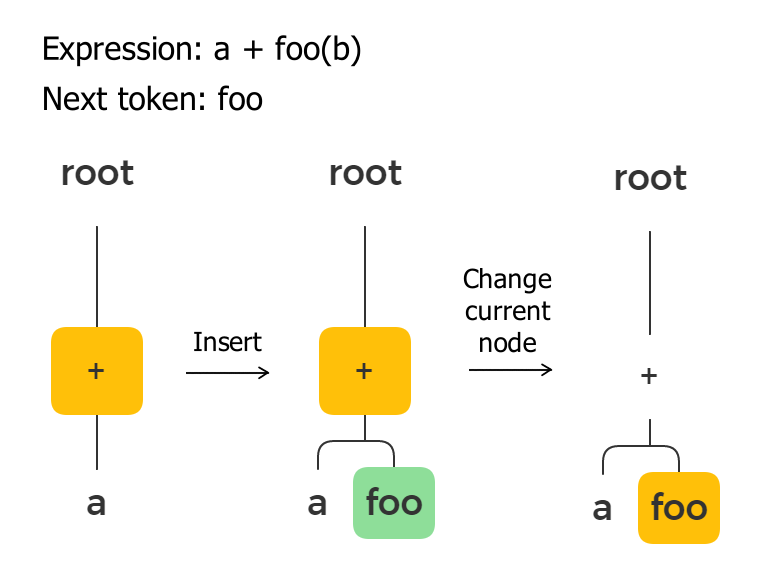 Expression: a + foo(b)
Next token: foo
root
root
root
Change
current
node
Insert
+
+
+
a
a
foo
a
foo